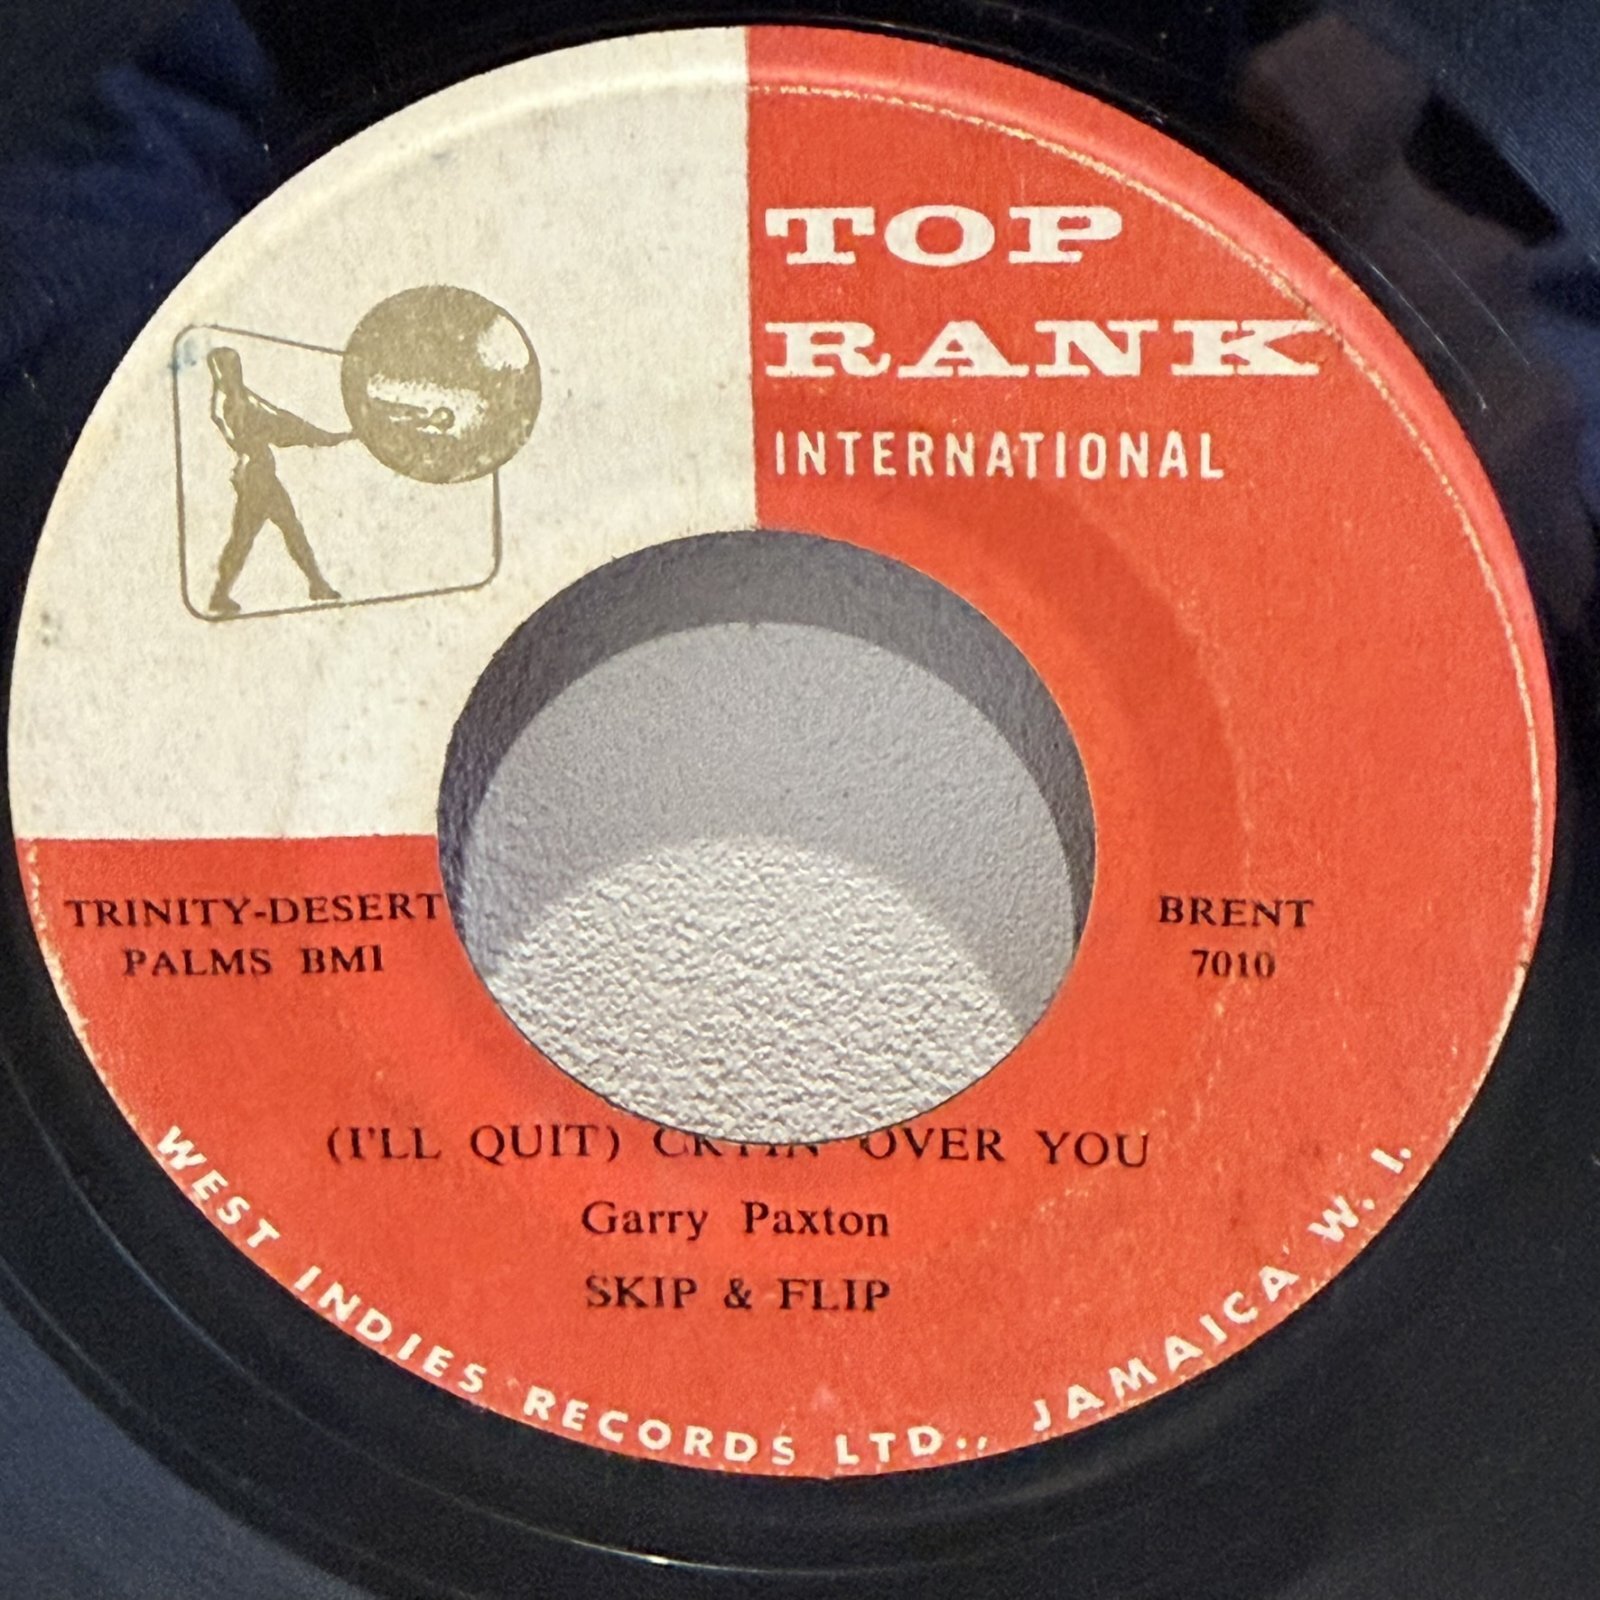 TOP
RANK
INTERNATIONAL
TRINITY-DESERT
PALMS BMI
BRENT
7010
(I'LL QUIT) CRYIN' OVER YOU
Garry Paxton
SKIP & FLIP
WEST INDIES RECORDS LTD., JAMAICA W. I.